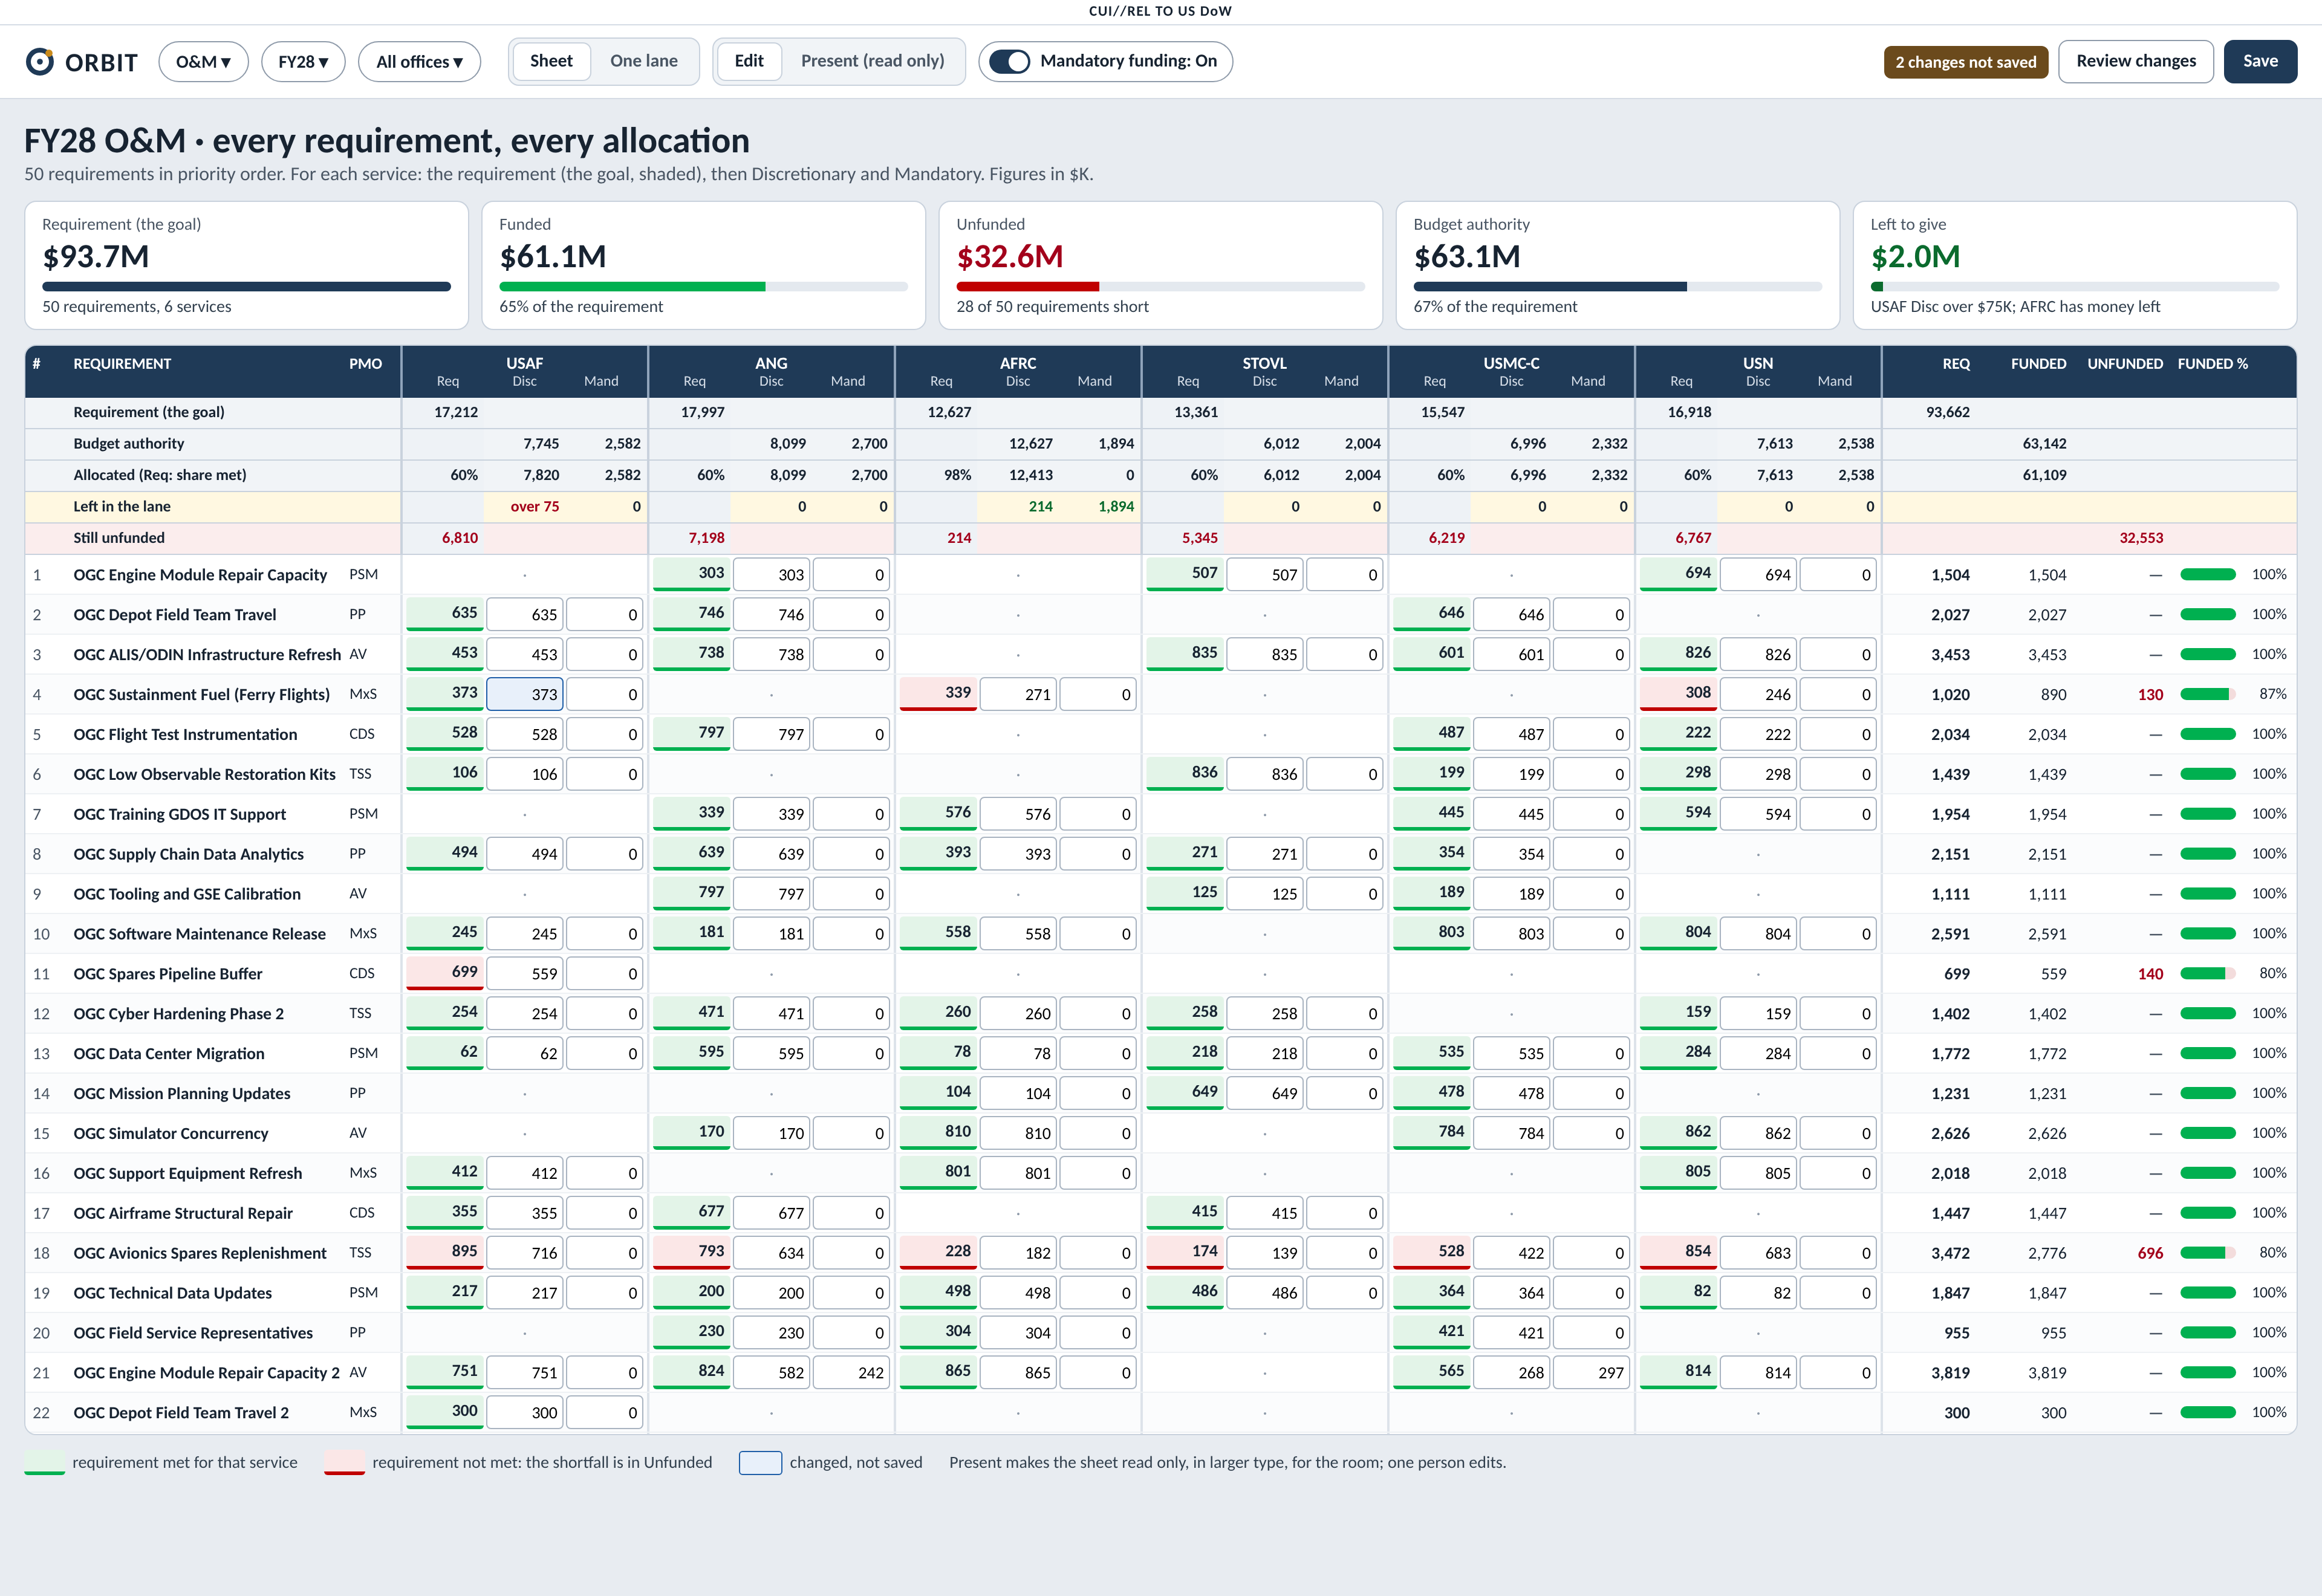 CUI//REL TO US DoW
ORBIT O&M ▾ FY28 ▾ All offices ▾ Sheet One lane Edit Present (read only) Mandatory funding: On 2 changes not saved Review changes Save
FY28 O&M · every requirement, every allocation
50 requirements in priority order. For each service: the requirement (the goal, shaded), then Discretionary and Mandatory. Figures in $K.
Requirement (the goal) Funded Unfunded Budget authority Left to give
$93.7M $61.1M $32.6M $63.1M $2.0M
50 requirements, 6 services 65% of the requirement 28 of 50 requirements short 67% of the requirement USAF Disc over $75K; AFRC has money left
# REQUIREMENT PMO USAF ANG AFRC STOVL USMC-C USN REQ FUNDED UNFUNDED FUNDED %
Req Disc Mand Req Disc Mand Req Disc Mand Req Disc Mand Req Disc Mand Req Disc Mand
Requirement (the goal) 17,212 17,997 12,627 13,361 15,547 16,918 93,662
Budget authority 7,745 2,582 8,099 2,700 12,627 1,894 6,012 2,004 6,996 2,332 7,613 2,538 63,142
Allocated (Req: share met) 60% 7,820 2,582 60% 8,099 2,700 98% 12,413 0 60% 6,012 2,004 60% 6,996 2,332 60% 7,613 2,538 61,109
Left in the lane over 75 0 0 0 214 1,894 0 0 0 0 0 0
Still unfunded 6,810 7,198 214 5,345 6,219 6,767 32,553
1 OGC Engine Module Repair Capacity PSM · 303 303 0 · 507 507 0 · 694 694 0 1,504 1,504 — 100%
2 OGC Depot Field Team Travel PP 635 635 0 746 746 0 · · 646 646 0 · 2,027 2,027 — 100%
3 OGC ALIS/ODIN Infrastructure Refresh AV 453 453 0 738 738 0 · 835 835 0 601 601 0 826 826 0 3,453 3,453 — 100%
4 OGC Sustainment Fuel (Ferry Flights) MxS 373 373 0 · 339 271 0 · · 308 246 0 1,020 890 130 87%
5 OGC Flight Test Instrumentation CDS 528 528 0 797 797 0 · · 487 487 0 222 222 0 2,034 2,034 — 100%
6 OGC Low Observable Restoration Kits TSS 106 106 0 · · 836 836 0 199 199 0 298 298 0 1,439 1,439 — 100%
7 OGC Training GDOS IT Support PSM · 339 339 0 576 576 0 · 445 445 0 594 594 0 1,954 1,954 — 100%
8 OGC Supply Chain Data Analytics PP 494 494 0 639 639 0 393 393 0 271 271 0 354 354 0 · 2,151 2,151 — 100%
9 OGC Tooling and GSE Calibration AV · 797 797 0 · 125 125 0 189 189 0 · 1,111 1,111 — 100%
10 OGC Software Maintenance Release MxS 245 245 0 181 181 0 558 558 0 · 803 803 0 804 804 0 2,591 2,591 — 100%
11 OGC Spares Pipeline Buffer CDS 699 559 0 · · · · · 699 559 140 80%
12 OGC Cyber Hardening Phase 2 TSS 254 254 0 471 471 0 260 260 0 258 258 0 · 159 159 0 1,402 1,402 — 100%
13 OGC Data Center Migration PSM 62 62 0 595 595 0 78 78 0 218 218 0 535 535 0 284 284 0 1,772 1,772 — 100%
14 OGC Mission Planning Updates PP · · 104 104 0 649 649 0 478 478 0 · 1,231 1,231 — 100%
15 OGC Simulator Concurrency AV · 170 170 0 810 810 0 · 784 784 0 862 862 0 2,626 2,626 — 100%
16 OGC Support Equipment Refresh MxS 412 412 0 · 801 801 0 · · 805 805 0 2,018 2,018 — 100%
17 OGC Airframe Structural Repair CDS 355 355 0 677 677 0 · 415 415 0 · · 1,447 1,447 — 100%
18 OGC Avionics Spares Replenishment TSS 895 716 0 793 634 0 228 182 0 174 139 0 528 422 0 854 683 0 3,472 2,776 696 80%
19 OGC Technical Data Updates PSM 217 217 0 200 200 0 498 498 0 486 486 0 364 364 0 82 82 0 1,847 1,847 — 100%
20 OGC Field Service Representatives PP · 230 230 0 304 304 0 · 421 421 0 · 955 955 — 100%
21 OGC Engine Module Repair Capacity 2 AV 751 751 0 824 582 242 865 865 0 · 565 268 297 814 814 0 3,819 3,819 — 100%
22 OGC Depot Field Team Travel 2 MxS 300 300 0 · · · · · 300 300 — 100%
requirement met for that service requirement not met: the shortfall is in Unfunded changed, not saved Present makes the sheet read only, in larger type, for the room; one person edits.